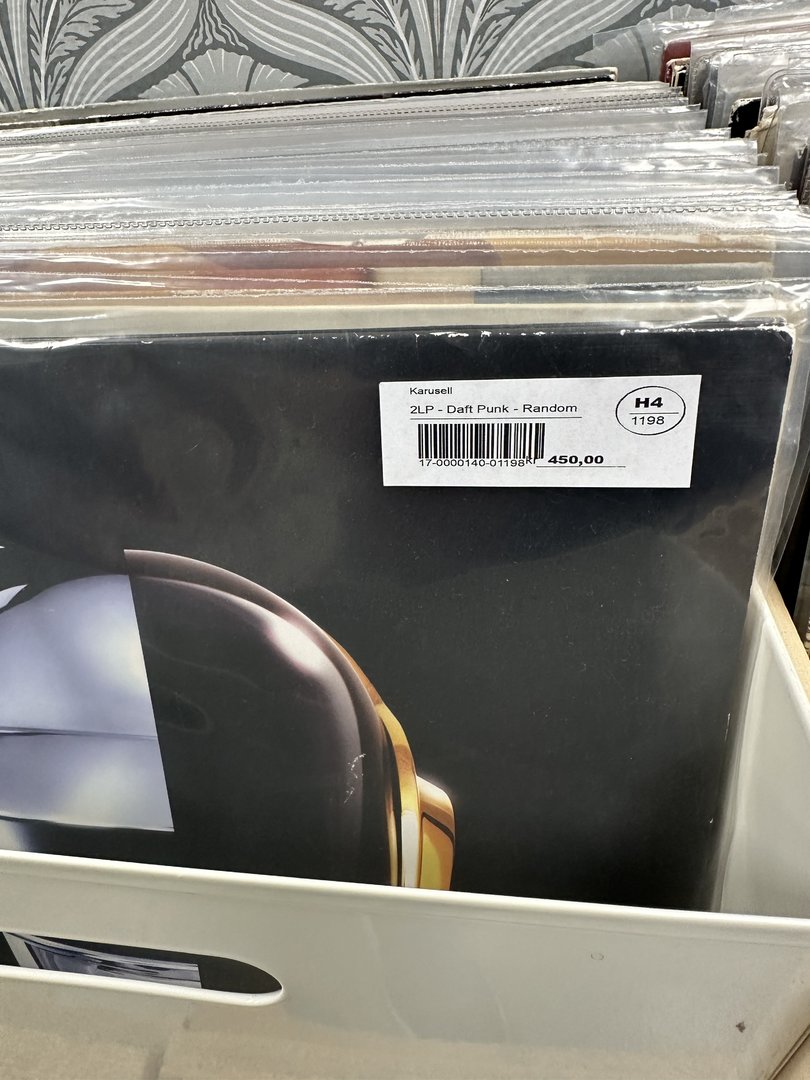 Karusell
2LP - Daft Punk - Random
H4
1198
17-0000140-01198
Kr 450,00